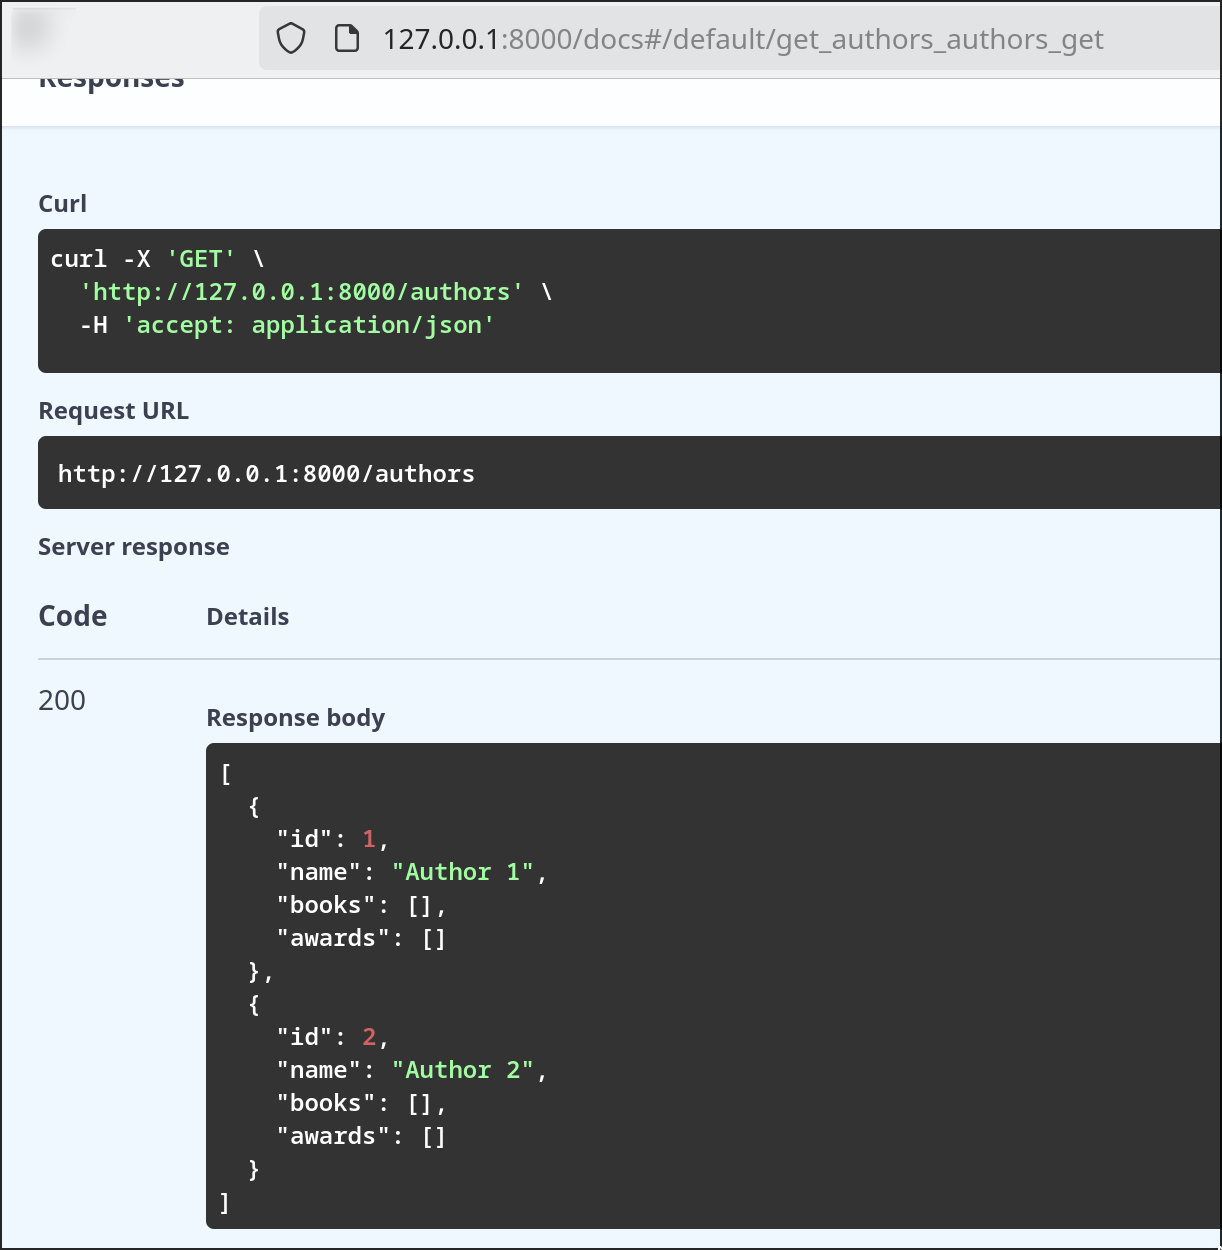 127.0.0.1:8000/docs#/default/get_authors_authors_get
Responses
Curl
curl -X 'GET' \
  'http://127.0.0.1:8000/authors' \
  -H 'accept: application/json'
Request URL
http://127.0.0.1:8000/authors
Server response
Code Details
200
Response body
[
  {
    "id": 1,
    "name": "Author 1",
    "books": [],
    "awards": []
  },
  {
    "id": 2,
    "name": "Author 2",
    "books": [],
    "awards": []
  }
]